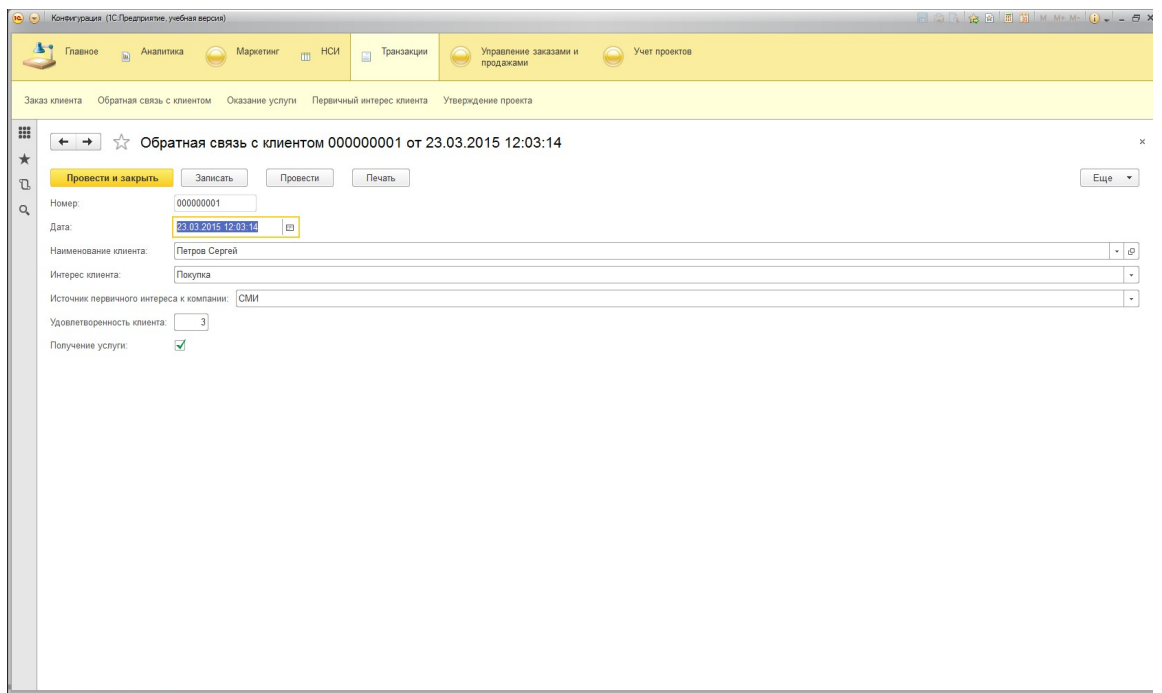 Конфигурация (1С:Предприятие, учебная версия)
M M+ M-
Главное Аналитика Маркетинг НСИ Транзакции Управление заказами и продажами Учет проектов
Заказ клиента Обратная связь с клиентом Оказание услуги Первичный интерес клиента Утверждение проекта
Обратная связь с клиентом 000000001 от 23.03.2015 12:03:14
Провести и закрыть Записать Провести Печать Еще
Номер: 000000001
Дата: 23.03.2015 12:03:14
Наименование клиента: Петров Сергей
Интерес клиента: Покупка
Источник первичного интереса к компании: СМИ
Удовлетворенность клиента: 3
Получение услуги: